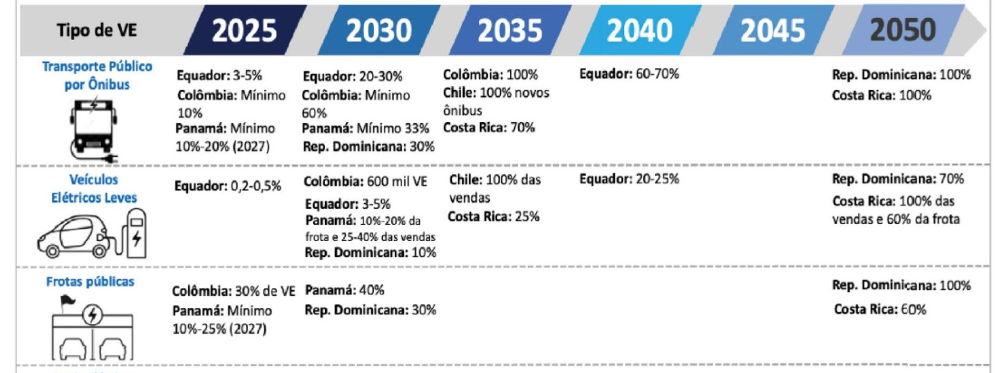 Tipo de VE 2025 2030 2035 2040 2045 2050
Transporte Público
por Ônibus
Equador: 3-5%
Colômbia: Mínimo
10%
Panamá: Mínimo
10%-20% (2027)
Equador: 20-30%
Colômbia: Mínimo
60%
Panamá: Mínimo 33%
Rep. Dominicana: 30%
Colômbia: 100%
Chile: 100% novos
ônibus
Costa Rica: 70%
Equador: 60-70%
Rep. Dominicana: 100%
Costa Rica: 100%
Veículos
Elétricos Leves
Equador: 0,2-0,5%
Colômbia: 600 mil VE
Equador: 3-5%
Panamá: 10%-20% da
frota e 25-40% das vendas
Rep. Dominicana: 10%
Chile: 100% das
vendas
Costa Rica: 25%
Equador: 20-25%
Rep. Dominicana: 70%
Costa Rica: 100% das
vendas e 60% da frota
Frotas públicas
Colômbia: 30% de VE
Panamá: Mínimo
10%-25% (2027)
Panamá: 40%
Rep. Dominicana: 30%
Rep. Dominicana: 100%
Costa Rica: 60%